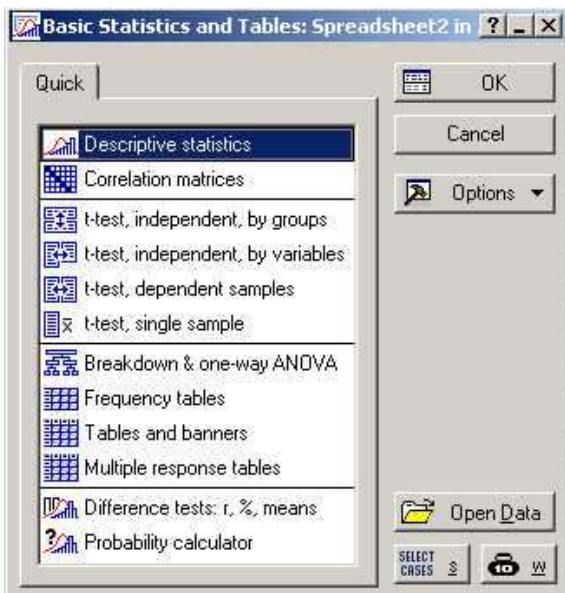 Basic Statistics and Tables: Spreadsheet2 in
Quick
Descriptive statistics
Correlation matrices
t-test, independent, by groups
t-test, independent, by variables
t-test, dependent samples
t-test, single sample
Breakdown & one-way ANOVA
Frequency tables
Tables and banners
Multiple response tables
Difference tests: r, %, means
Probability calculator
OK
Cancel
Options
Open Data
SELECT
CASES S
W